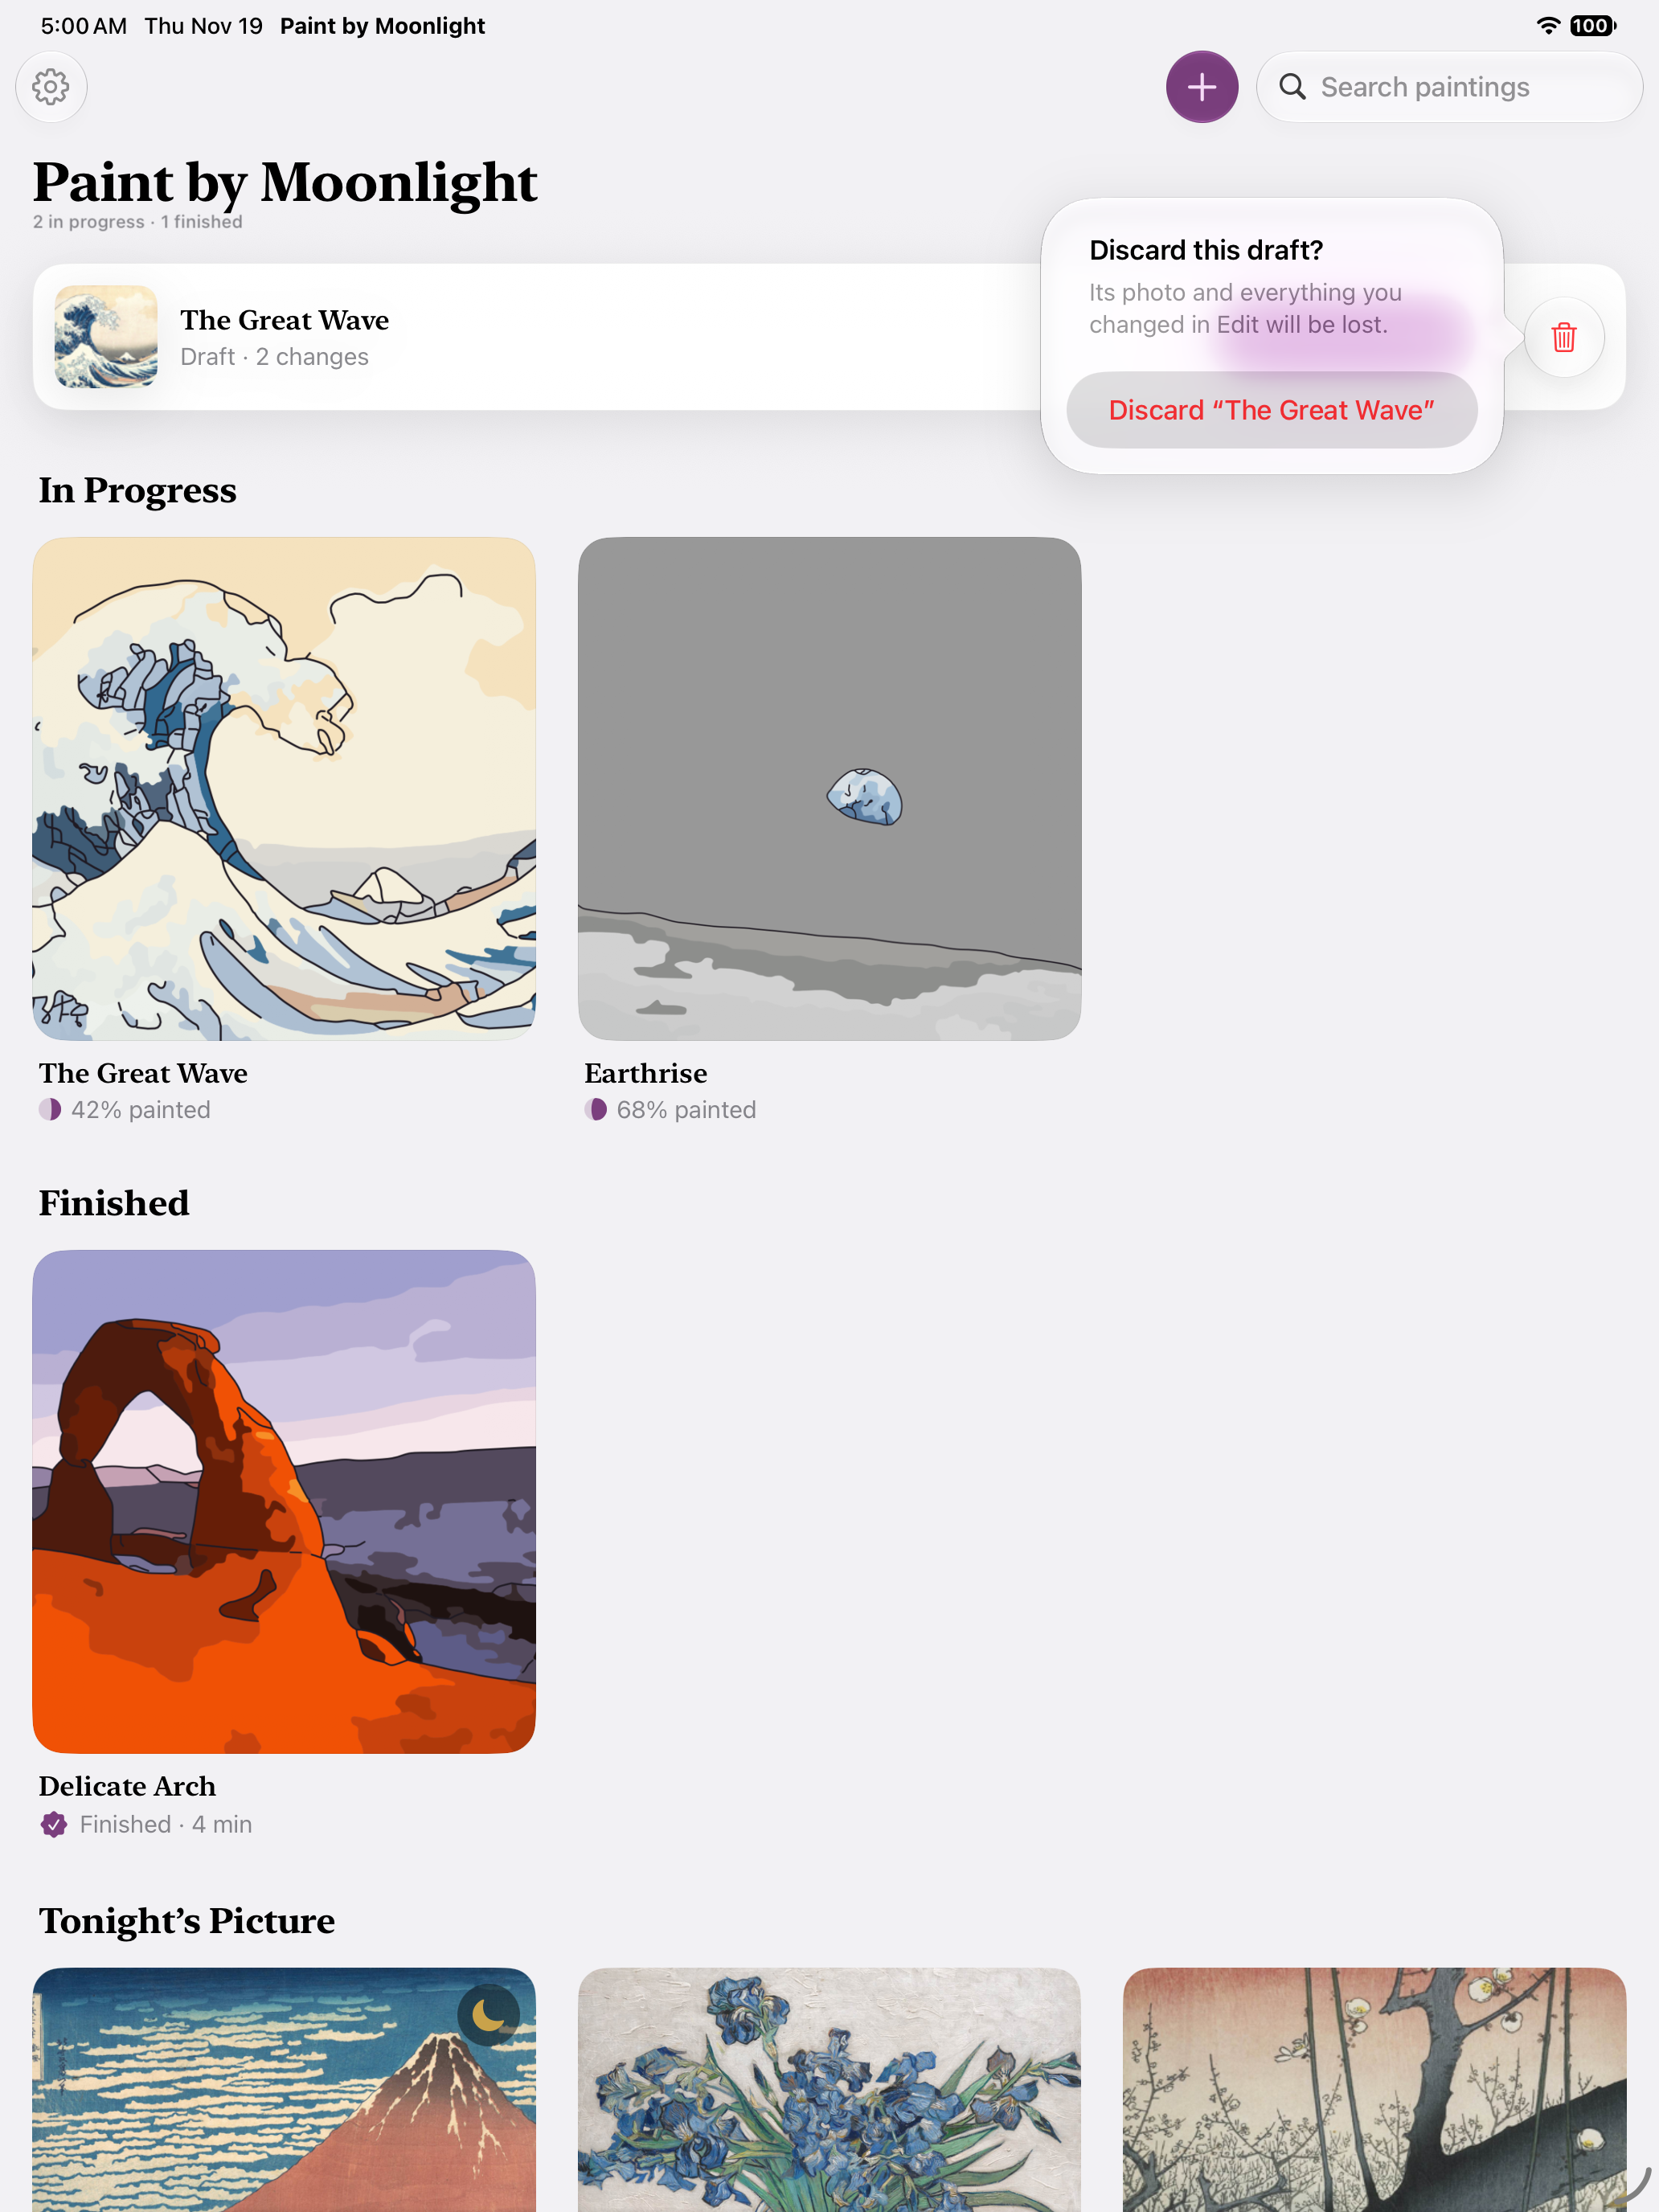 5:00 AM Thu Nov 19 Paint by Moonlight
100
Search paintings
Paint by Moonlight
2 in progress · 1 finished
The Great Wave
Draft · 2 changes
Discard this draft?
Its photo and everything you
changed in Edit will be lost.
Discard “The Great Wave”
In Progress
The Great Wave
42% painted
Earthrise
68% painted
Finished
Delicate Arch
Finished · 4 min
Tonight’s Picture